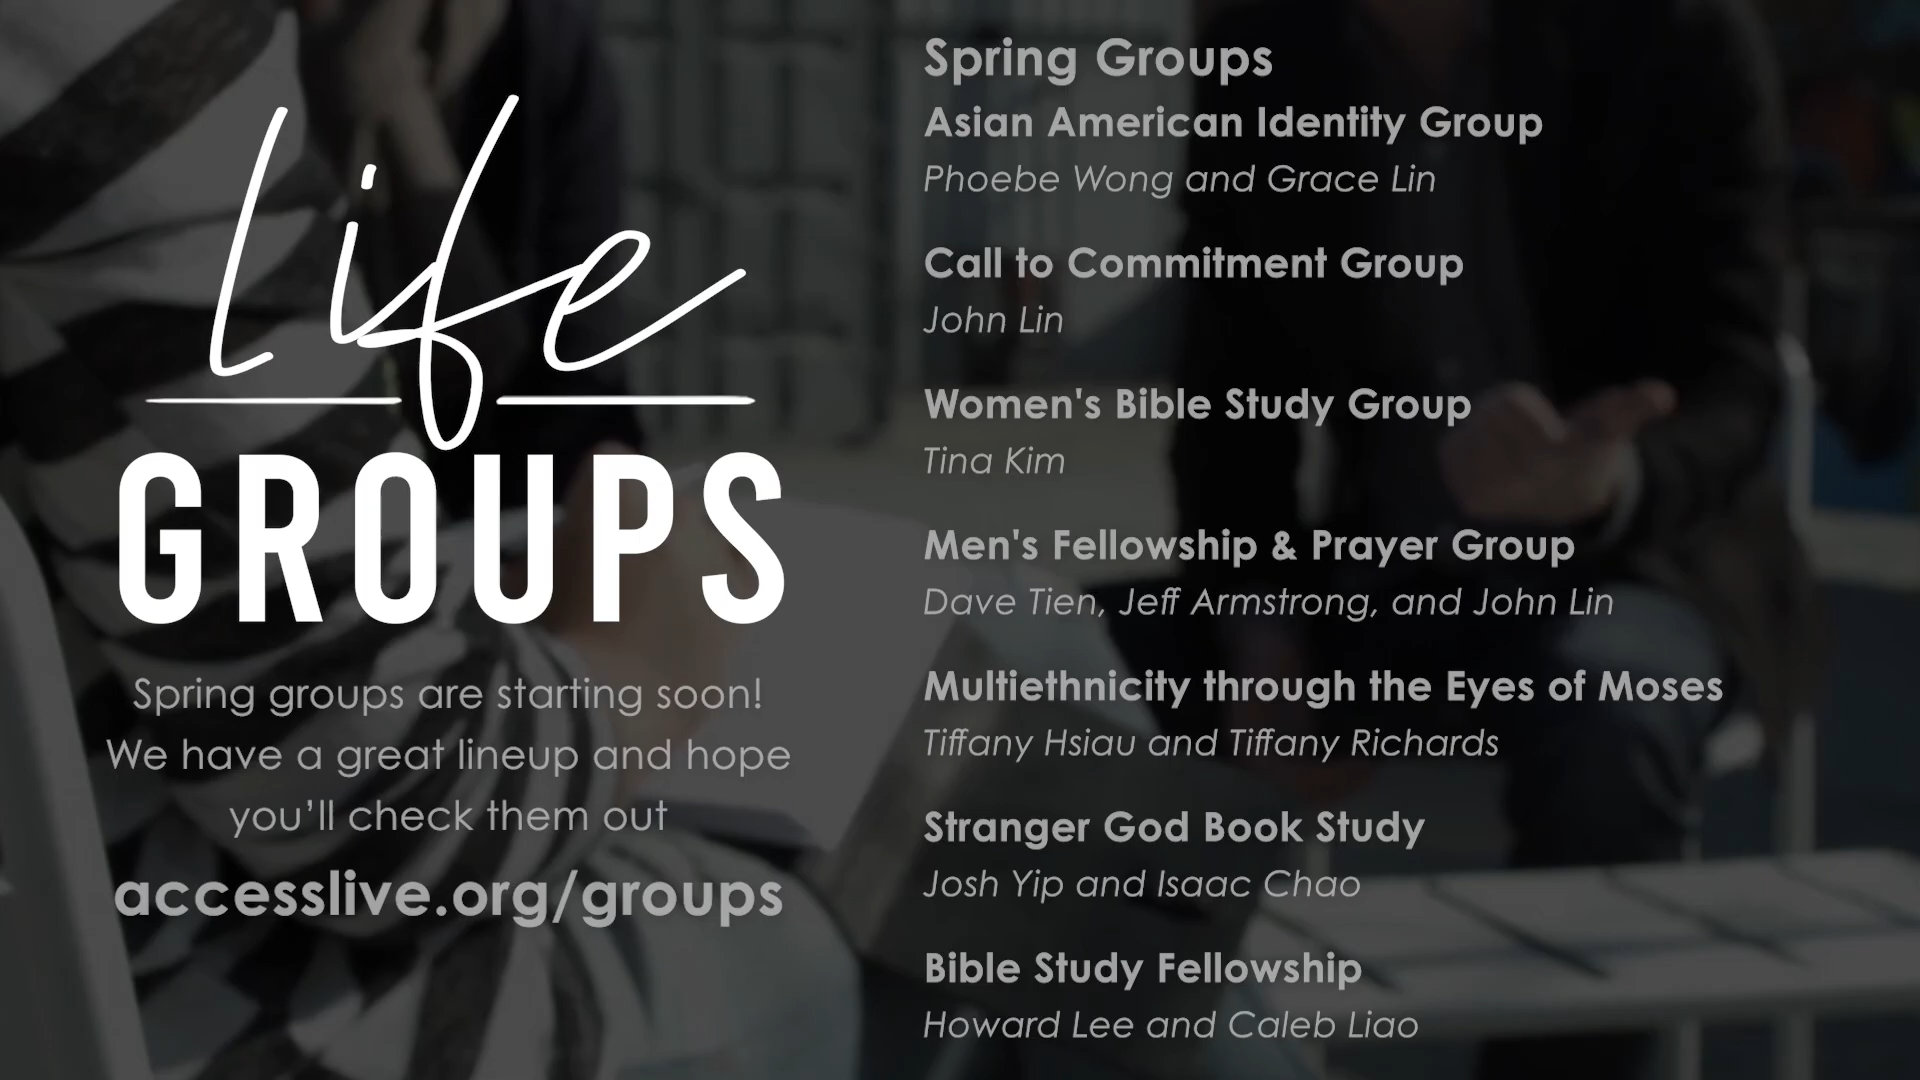 Life
GROUPS
Spring groups are starting soon!
We have a great lineup and hope
you’ll check them out
accesslive.org/groups
Spring Groups
Asian American Identity Group
Phoebe Wong and Grace Lin
Call to Commitment Group
John Lin
Women's Bible Study Group
Tina Kim
Men's Fellowship & Prayer Group
Dave Tien, Jeff Armstrong, and John Lin
Multiethnicity through the Eyes of Moses
Tiffany Hsiau and Tiffany Richards
Stranger God Book Study
Josh Yip and Isaac Chao
Bible Study Fellowship
Howard Lee and Caleb Liao